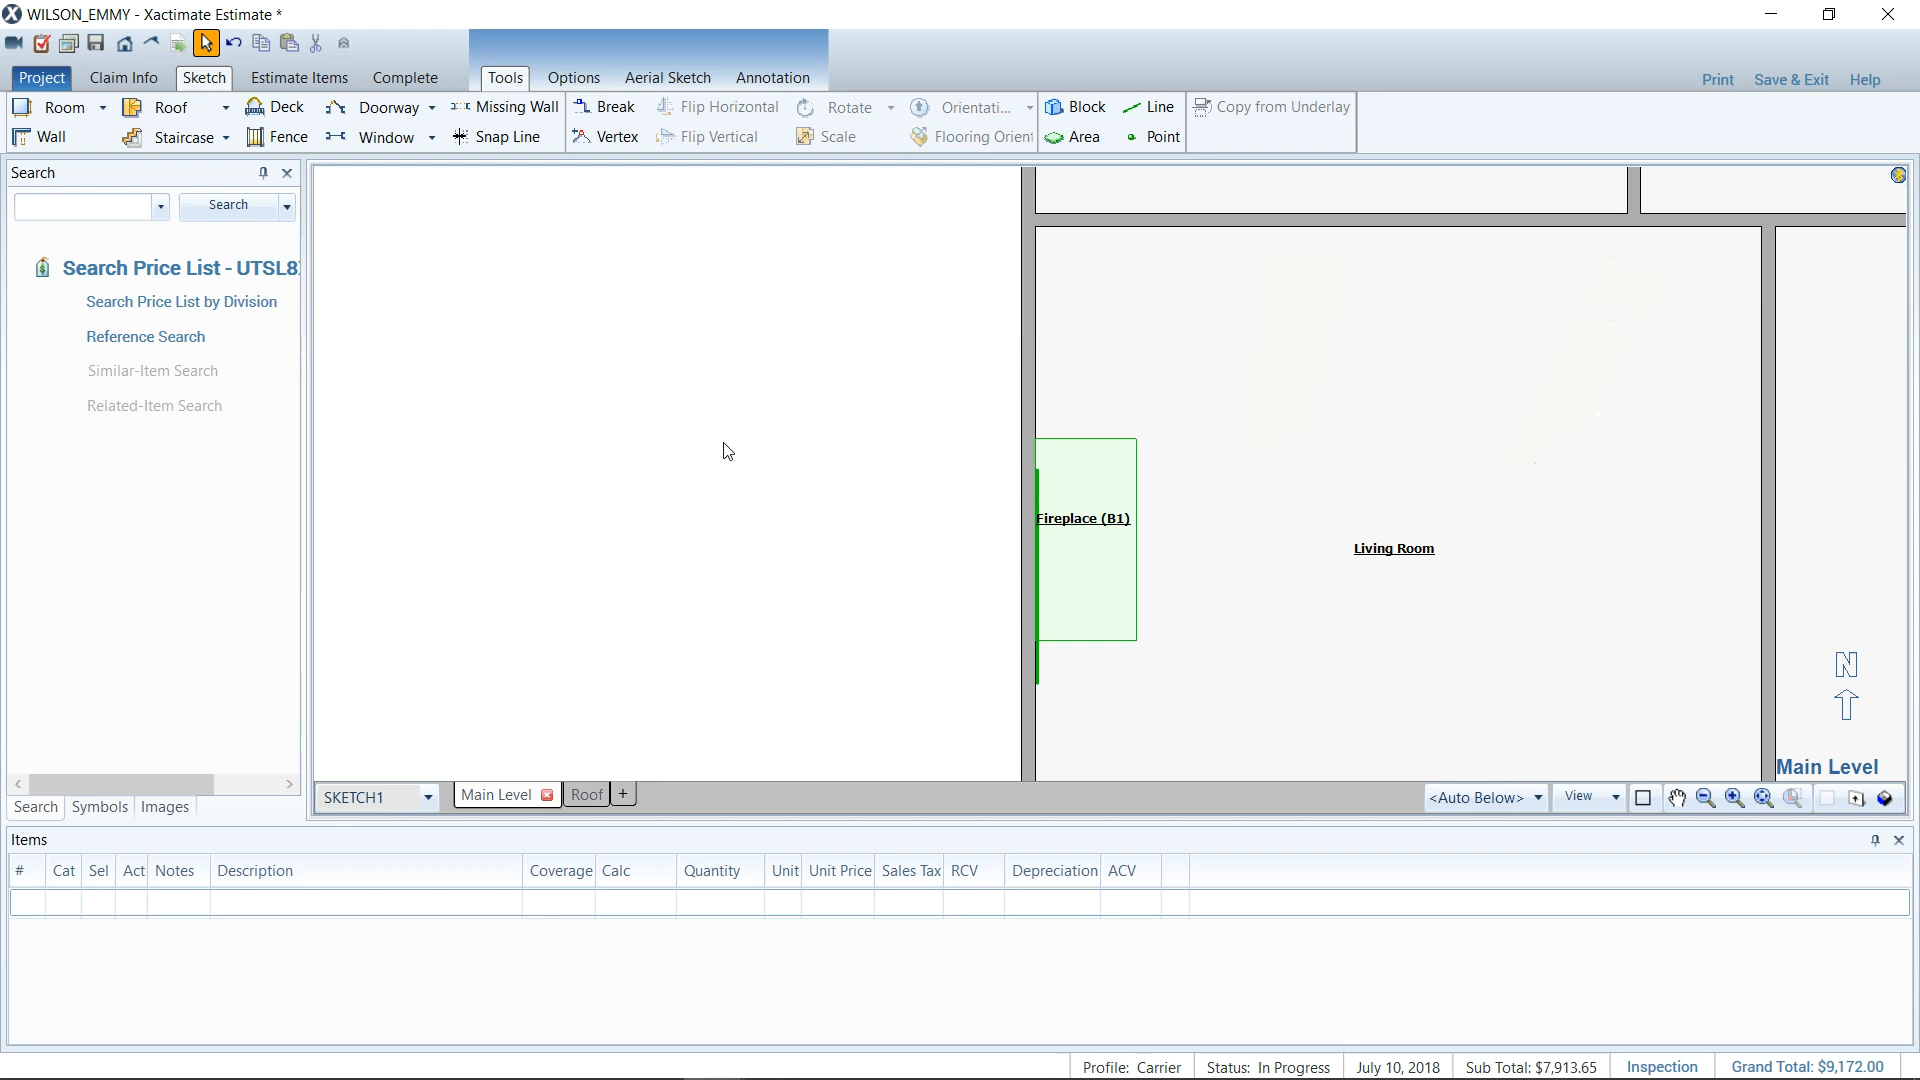 WILSON_EMMY - Xactimate Estimate *
Project Claim Info Sketch Estimate Items Complete Tools Options Aerial Sketch Annotation Print Save & Exit Help
Room Roof Deck Doorway Missing Wall Break Flip Horizontal Rotate Orientati... Block Line Copy from Underlay
Wall Staircase Fence Window Snap Line Vertex Flip Vertical Scale Flooring Orient Area Point
Search
Search
Search Price List - UTSL8
Search Price List by Division
Reference Search
Similar-Item Search
Related-Item Search
Fireplace (B1)
Living Room
N
Main Level
SKETCH1 Main Level Roof + <Auto Below> View
Search Symbols Images
Items
# Cat Sel Act Notes Description Coverage Calc Quantity Unit Unit Price Sales Tax RCV Depreciation ACV
Profile: Carrier Status: In Progress July 10, 2018 Sub Total: $7,913.65 Inspection Grand Total: $9,172.00